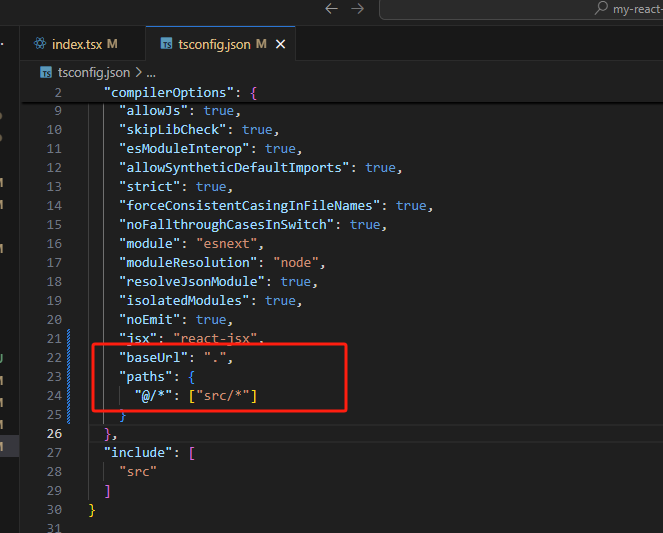 my-react-
index.tsx M
tsconfig.json M
tsconfig.json > ...
2 "compilerOptions": {
9 "allowJs": true,
10 "skipLibCheck": true,
11 "esModuleInterop": true,
12 "allowSyntheticDefaultImports": true,
13 "strict": true,
14 "forceConsistentCasingInFileNames": true,
15 "noFallthroughCasesInSwitch": true,
16 "module": "esnext",
17 "moduleResolution": "node",
18 "resolveJsonModule": true,
19 "isolatedModules": true,
20 "noEmit": true,
21 "jsx": "react-jsx",
22 "baseUrl": ".",
23 "paths": {
24 "@/*": ["src/*"]
25 }
26 },
27 "include": [
28 "src"
29 ]
30 }
31